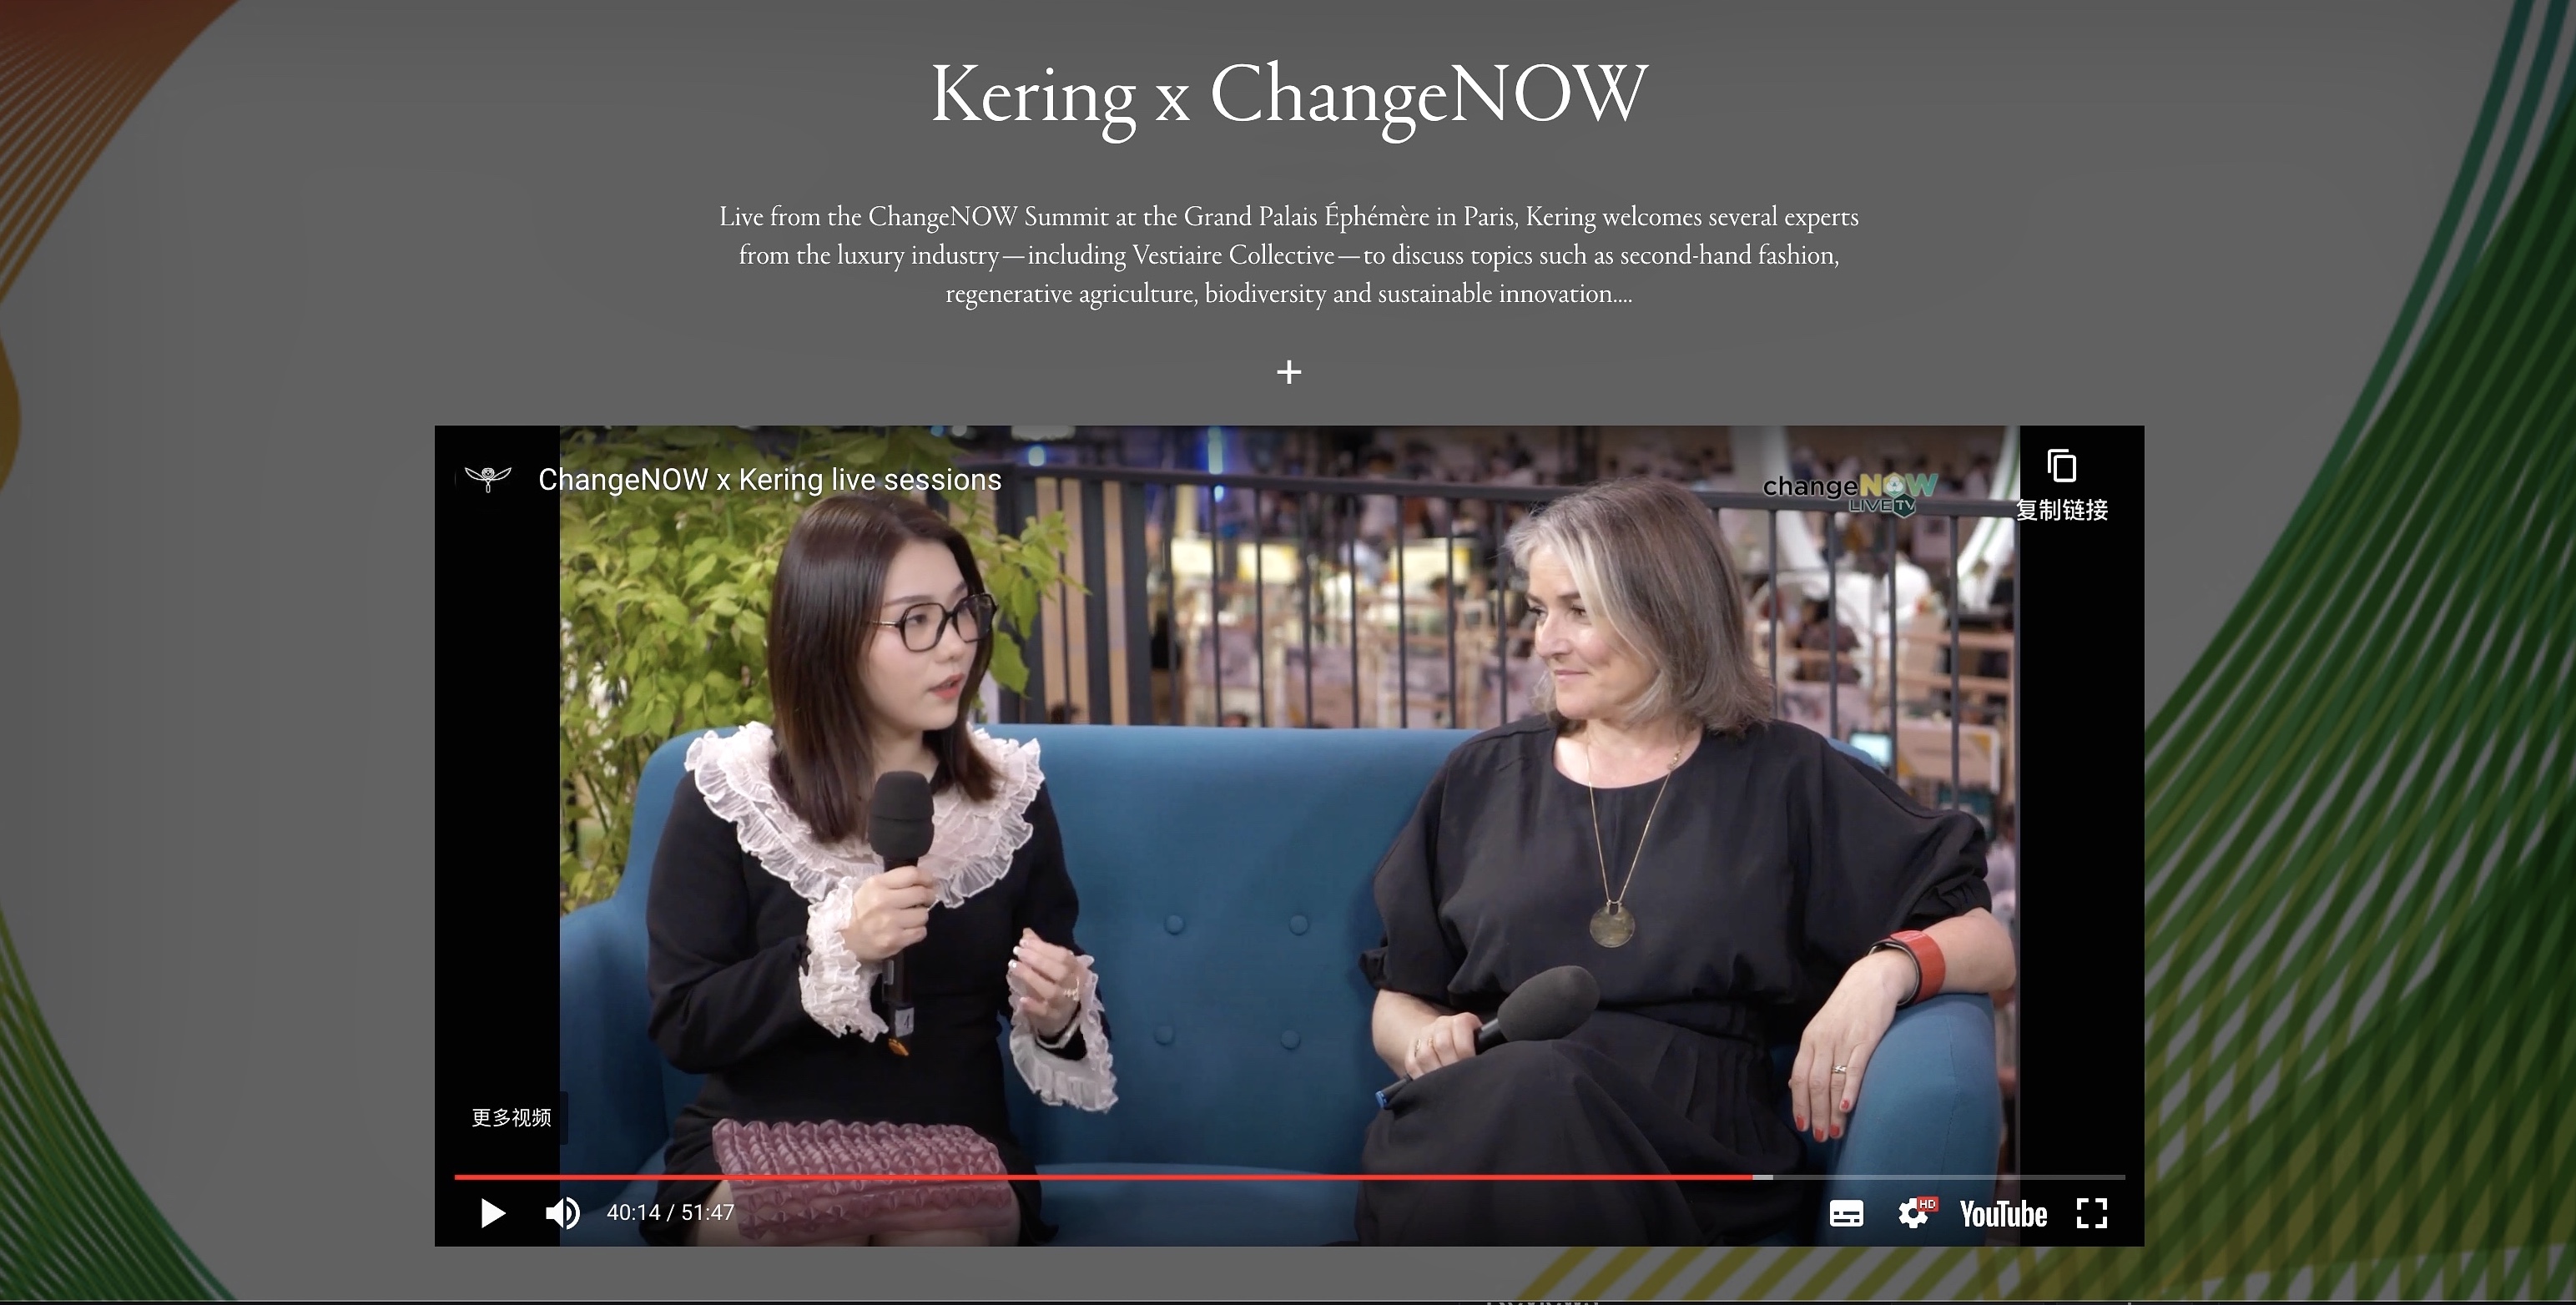 Kering x ChangeNOW
Live from the ChangeNOW Summit at the Grand Palais Éphémère in Paris, Kering welcomes several experts
from the luxury industry—including Vestiaire Collective—to discuss topics such as second-hand fashion,
regenerative agriculture, biodiversity and sustainable innovation....
+
ChangeNOW x Kering live sessions
changeNOW
LIVE TV
复制链接
更多视频
40:14 / 51:47
HD
YouTube